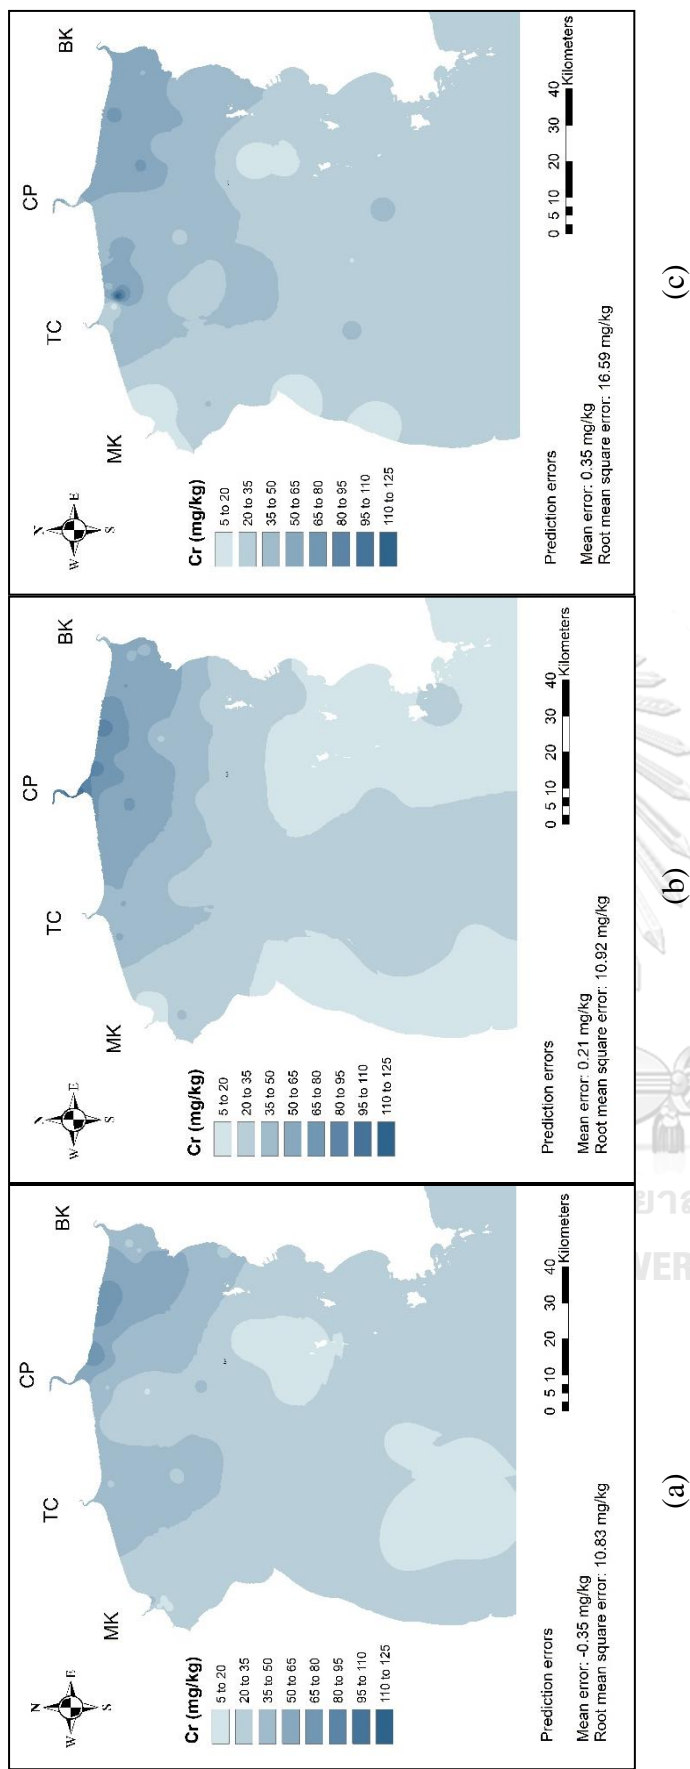 N
W
E
S
MK
TC
CP
BK
Cr (mg/kg)
5 to 20
20 to 35
35 to 50
50 to 65
65 to 80
80 to 95
95 to 110
110 to 125
Prediction errors
Mean error: -0.35 mg/kg
Root mean square error: 10.83 mg/kg
0 5 10 20 30 40
Kilometers
(a)
N
W
E
S
MK
TC
CP
BK
Cr (mg/kg)
5 to 20
20 to 35
35 to 50
50 to 65
65 to 80
80 to 95
95 to 110
110 to 125
Prediction errors
Mean error: 0.21 mg/kg
Root mean square error: 10.92 mg/kg
0 5 10 20 30 40
Kilometers
(b)
N
W
E
S
MK
TC
CP
BK
Cr (mg/kg)
5 to 20
20 to 35
35 to 50
50 to 65
65 to 80
80 to 95
95 to 110
110 to 125
Prediction errors
Mean error: 0.35 mg/kg
Root mean square error: 16.59 mg/kg
0 5 10 20 30 40
Kilometers
(c)